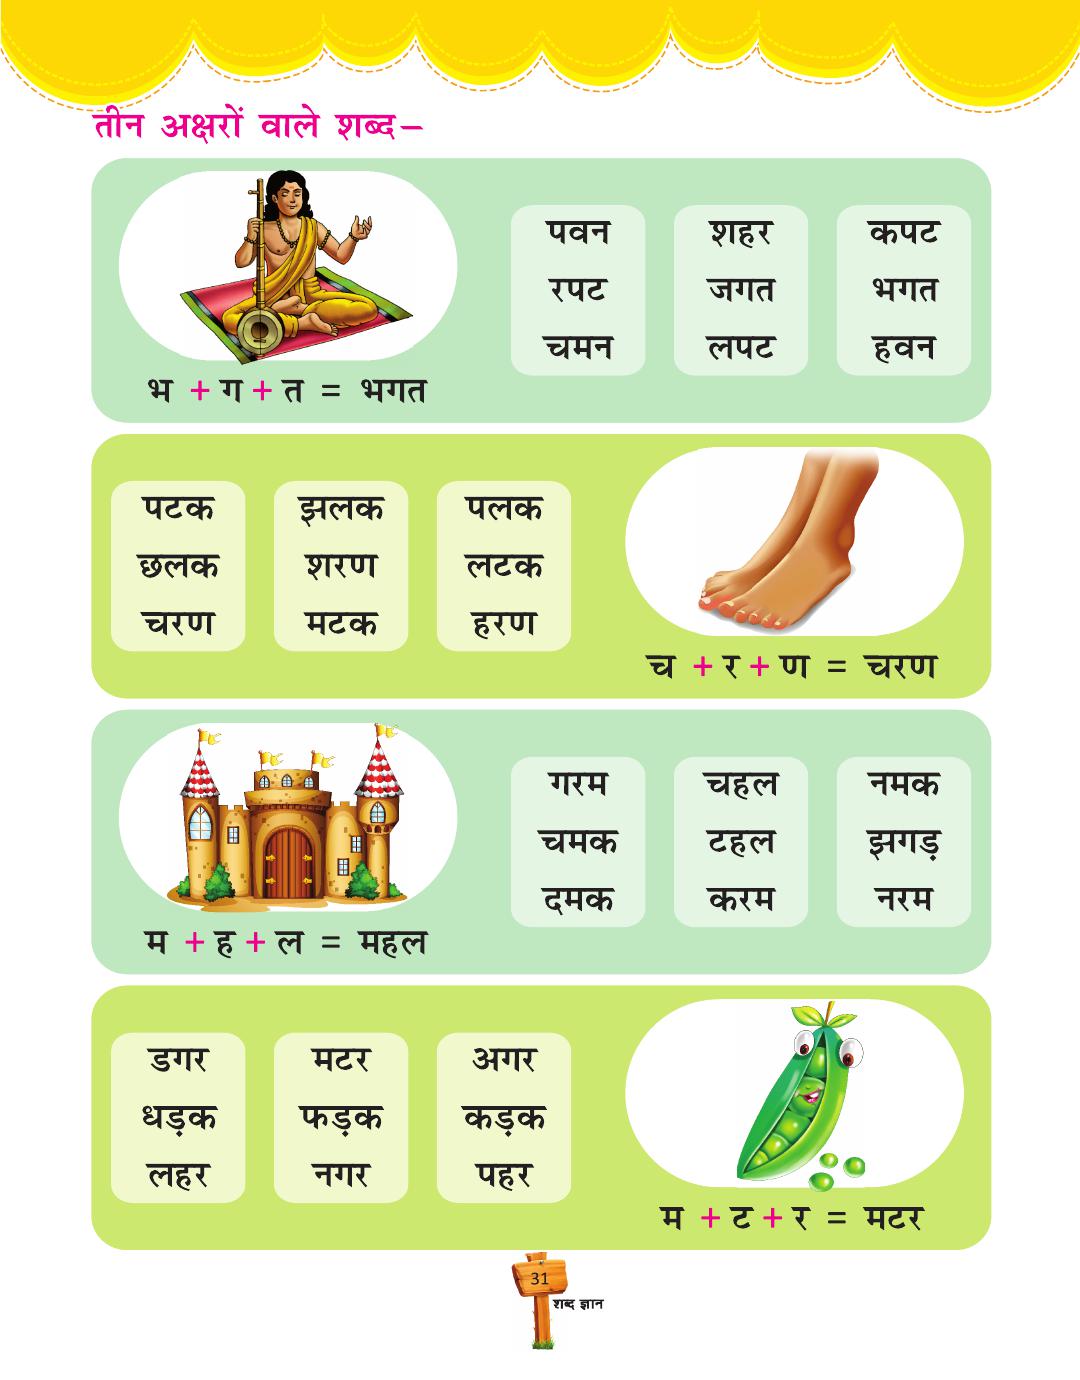 तीन अक्षरों वाले शब्द–
पवन शहर कपट
रपट जगत भगत
चमन लपट हवन
भ + ग + त = भगत
पटक झलक पलक
छलक शरण लटक
चरण मटक हरण
च + र + ण = चरण
गरम चहल नमक
चमक टहल झगड़
दमक करम नरम
म + ह + ल = महल
डगर मटर अगर
धड़क फड़क कड़क
लहर नगर पहर
म + ट + र = मटर
31
शब्द ज्ञान